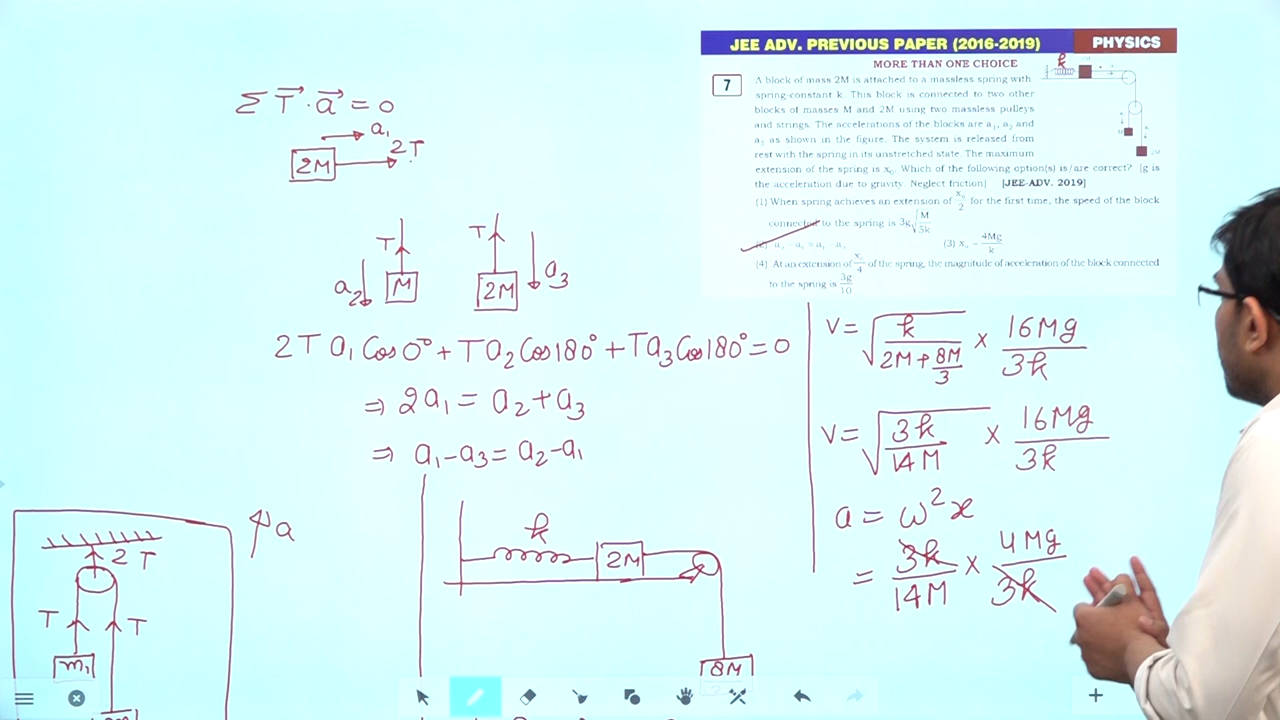 JEE ADV. PREVIOUS PAPER (2016-2019) PHYSICS
MORE THAN ONE CHOICE
7
A block of mass 2M is attached to a massless spring with
spring-constant k. This block is connected to two other
blocks of masses M and 2M using two massless pulleys
and strings. The accelerations of the blocks are a₁, a₂ and
a₃ as shown in the figure. The system is released from
rest with the spring in its unstretched state. The maximum
extension of the spring is x₀. Which of the following option(s) is/are correct? [g is
the acceleration due to gravity. Neglect friction] [JEE-ADV. 2019]
(1) When spring achieves an extension of x₀/2 for the first time, the speed of the block
connected to the spring is 3g√(M/5k)
(3) x₀ = 4Mg/k
(4) At an extension of x₀/4 of the spring, the magnitude of acceleration of the block connected
to the spring is 3g/10
k
2M
M
2M
Σ T⃗ · a⃗ = 0
a₁
2M 2T
T T
a₂ M 2M a₃
2T a₁ Cos0° + Ta₂ Cos180° + Ta₃ Cos180° = 0
⇒ 2a₁ = a₂ + a₃
⇒ a₁ - a₃ = a₂ - a₁
a
2T
T T
m₁
k
2M
8M
V = √(k/(2M + 8M/3)) × 16Mg/3k
V = √(3k/14M) × 16Mg/3k
a = ω²x
= 3k/14M × 4Mg/3k